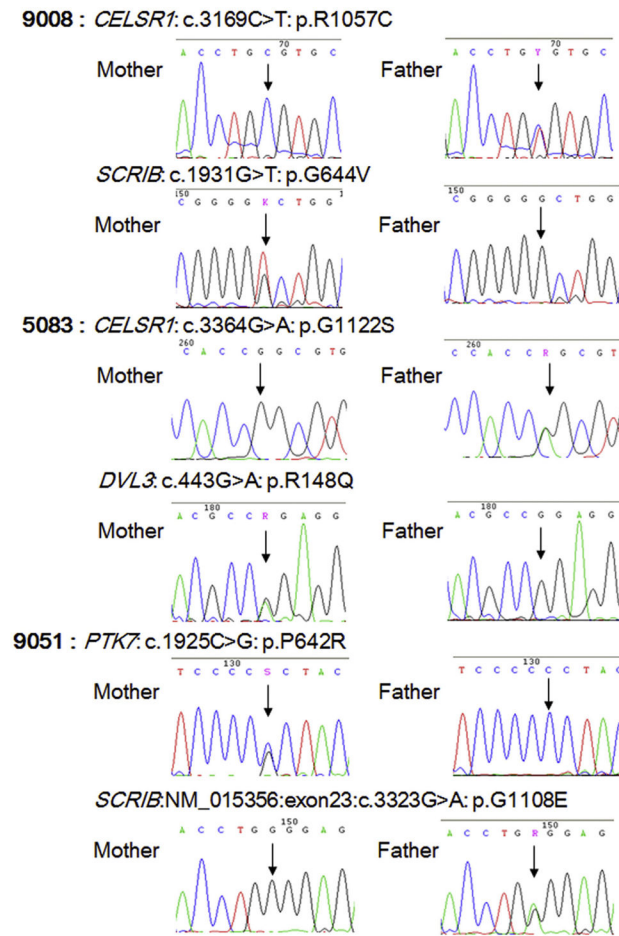 9008 : CELSR1: c.3169C>T: p.R1057C
70 70
A C C T G C G T G C A C C T G Y G T G C
Mother Father
SCRIB: c.1931G>T: p.G644V
150 150
C G G G G K C T G G C G G G G G C T G G
Mother Father
5083 : CELSR1: c.3364G>A: p.G1122S
260 260
C A C C G G C G T G C C A C C R G C G T
Mother Father
DVL3: c.443G>A: p.R148Q
180 180
A C G C C R G A G G A C G C C G G A G G
Mother Father
9051 : PTK7: c.1925C>G: p.P642R
130 130
T C C C C S C T A C T C C C C C C T A C
Mother Father
SCRIB:NM_015356:exon23:c.3323G>A: p.G1108E
150 150
A C C T G G G G A G A C C T G R G G A G
Mother Father